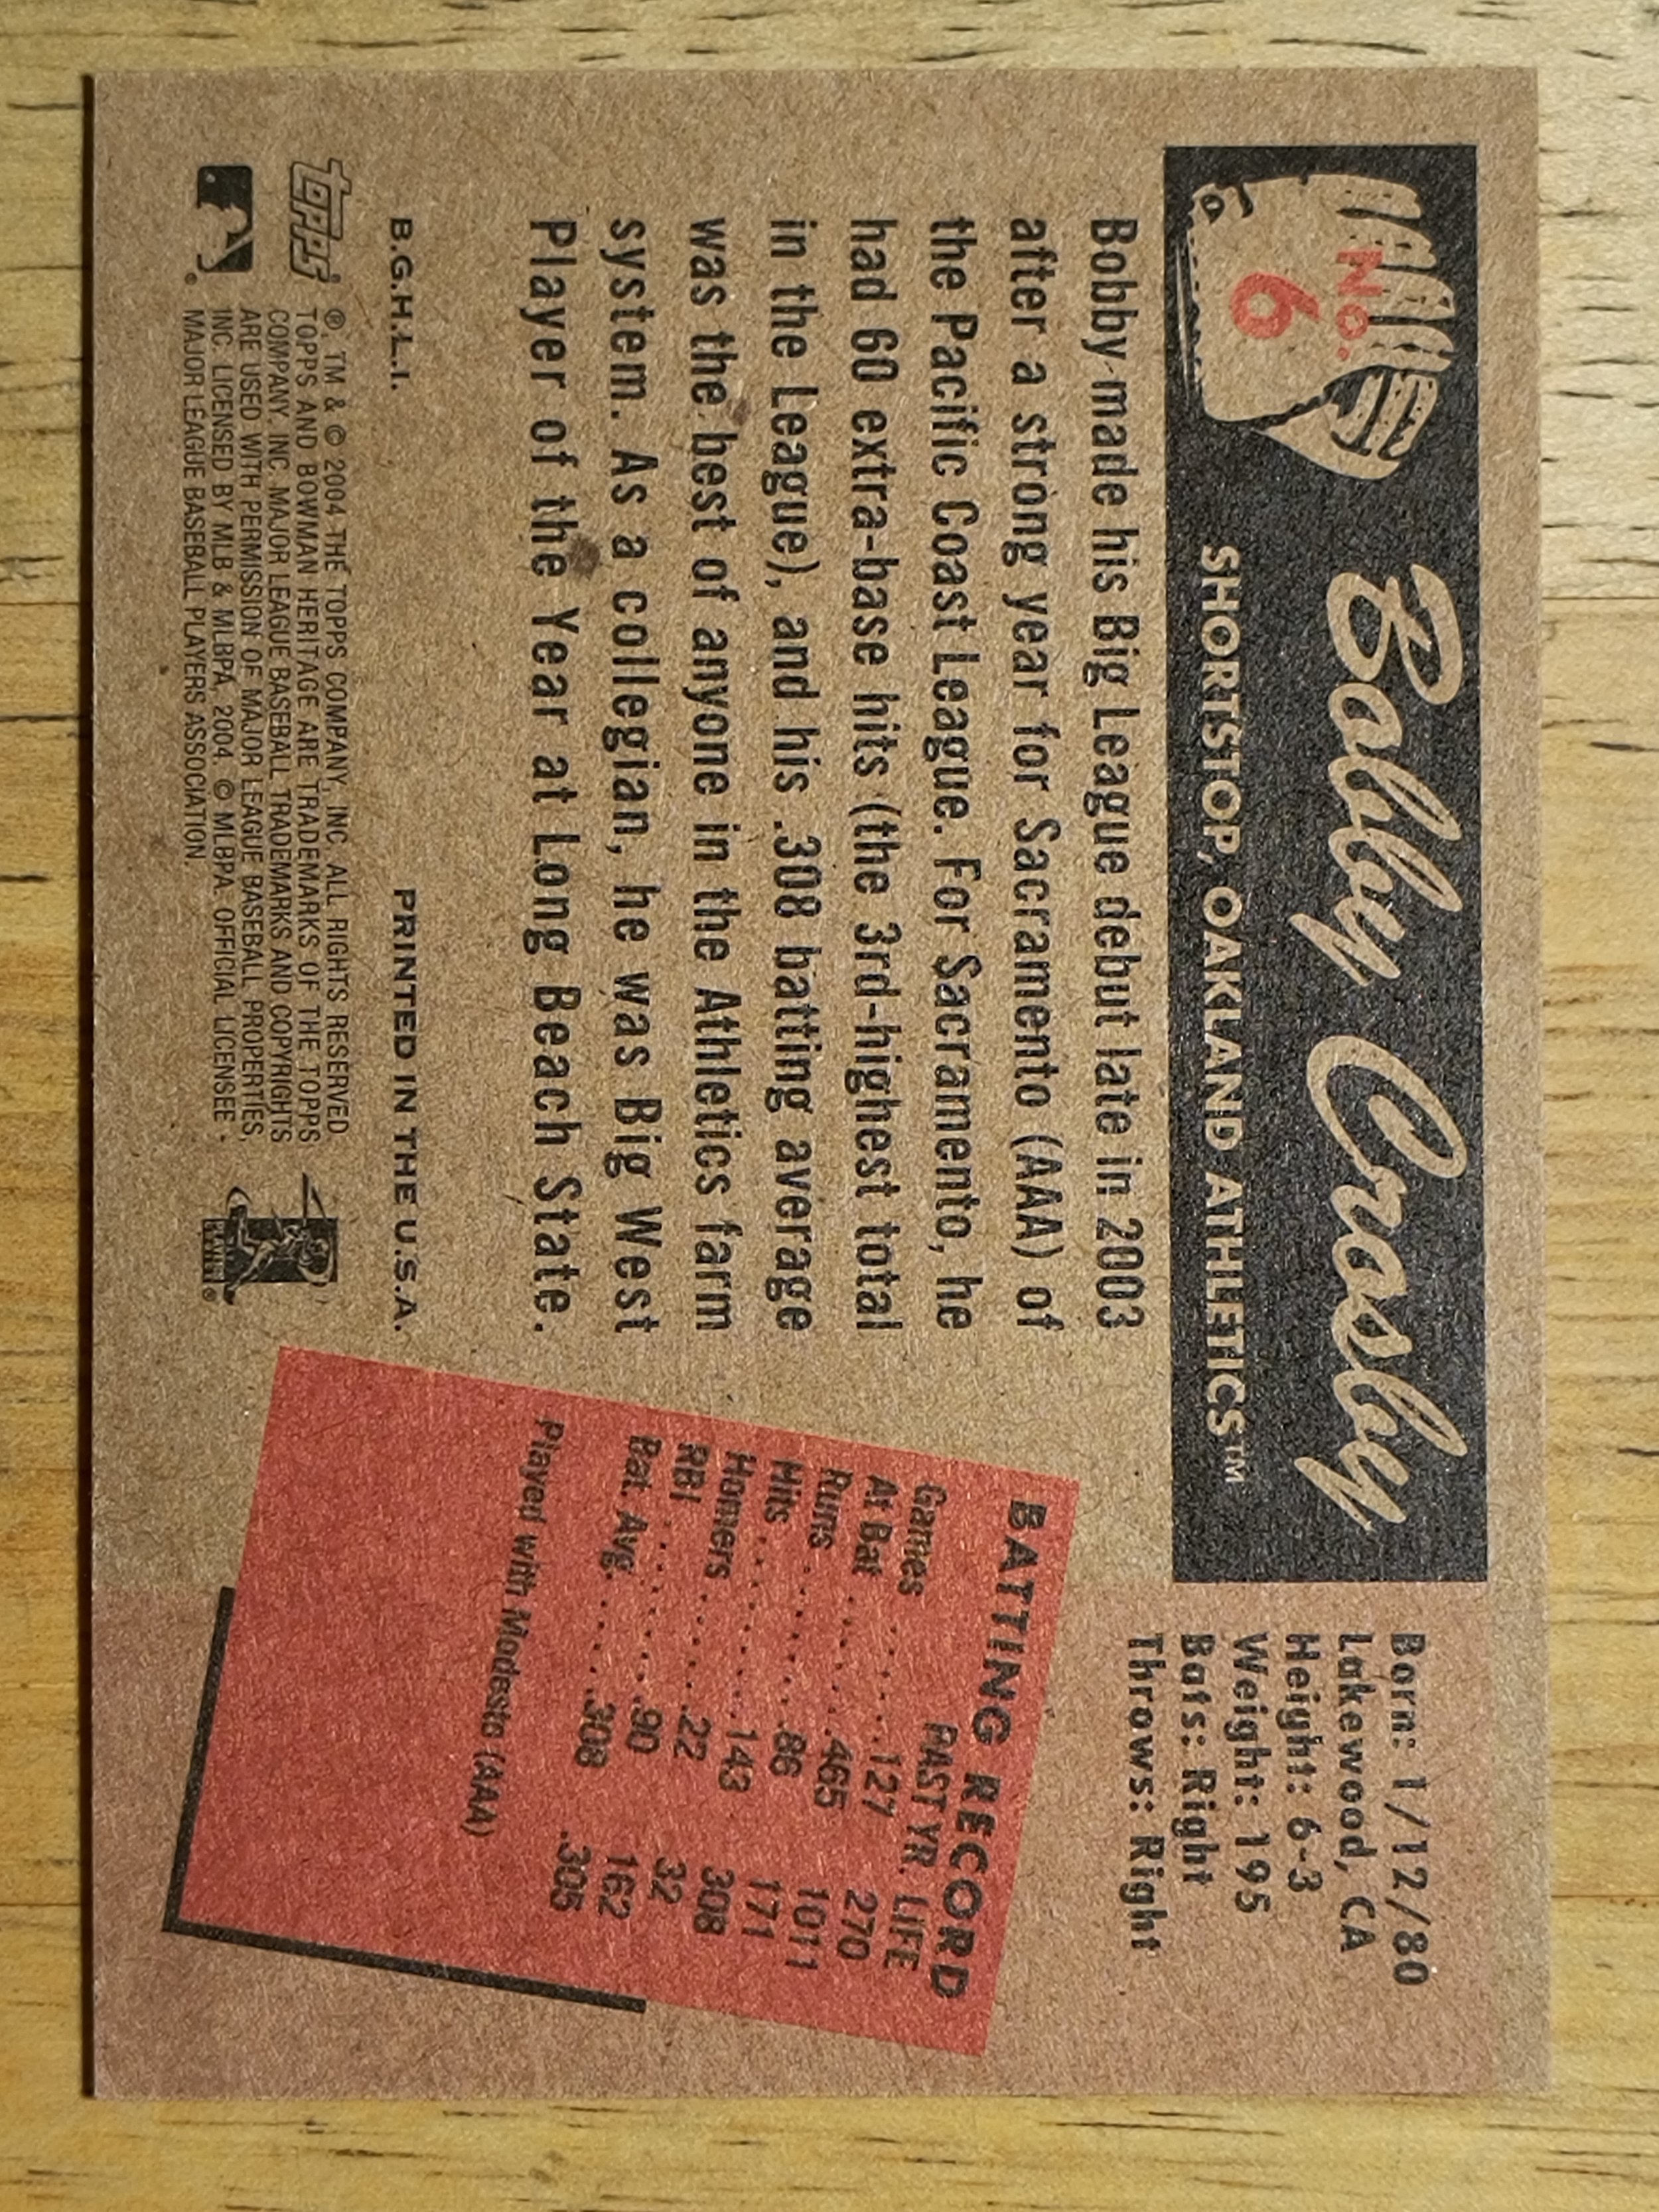 No.
6
Bobby Crosby
SHORTSTOP, OAKLAND ATHLETICS™
Born: 1/12/80
Lakewood, CA
Height: 6-3
Weight: 195
Bats: Right
Throws: Right
Bobby made his Big League debut late in 2003
after a strong year for Sacramento (AAA) of
the Pacific Coast League. For Sacramento, he
had 60 extra-base hits (the 3rd-highest total
in the League), and his .308 batting average
was the best of anyone in the Athletics farm
system. As a collegian, he was Big West
Player of the Year at Long Beach State.
BATTING RECORD
PAST YR. LIFE
Games ........127 270
At Bat ........465 1011
Runs ........86 171
Hits ........143 308
Homers ........22 32
RBI ........90 162
Bat. Avg. .......308 .305
Played with Modesto (AAA)
B.G.H.L.I. PRINTED IN THE U.S.A.
topps®
®, TM & © 2004 THE TOPPS COMPANY, INC. ALL RIGHTS RESERVED.
TOPPS AND BOWMAN HERITAGE ARE TRADEMARKS OF THE TOPPS
COMPANY, INC. MAJOR LEAGUE BASEBALL TRADEMARKS AND COPYRIGHTS
ARE USED WITH PERMISSION OF MAJOR LEAGUE BASEBALL PROPERTIES,
INC. LICENSED BY MLB & MLBPA, 2004. © MLBPA. OFFICIAL LICENSEE -
MAJOR LEAGUE BASEBALL PLAYERS ASSOCIATION.